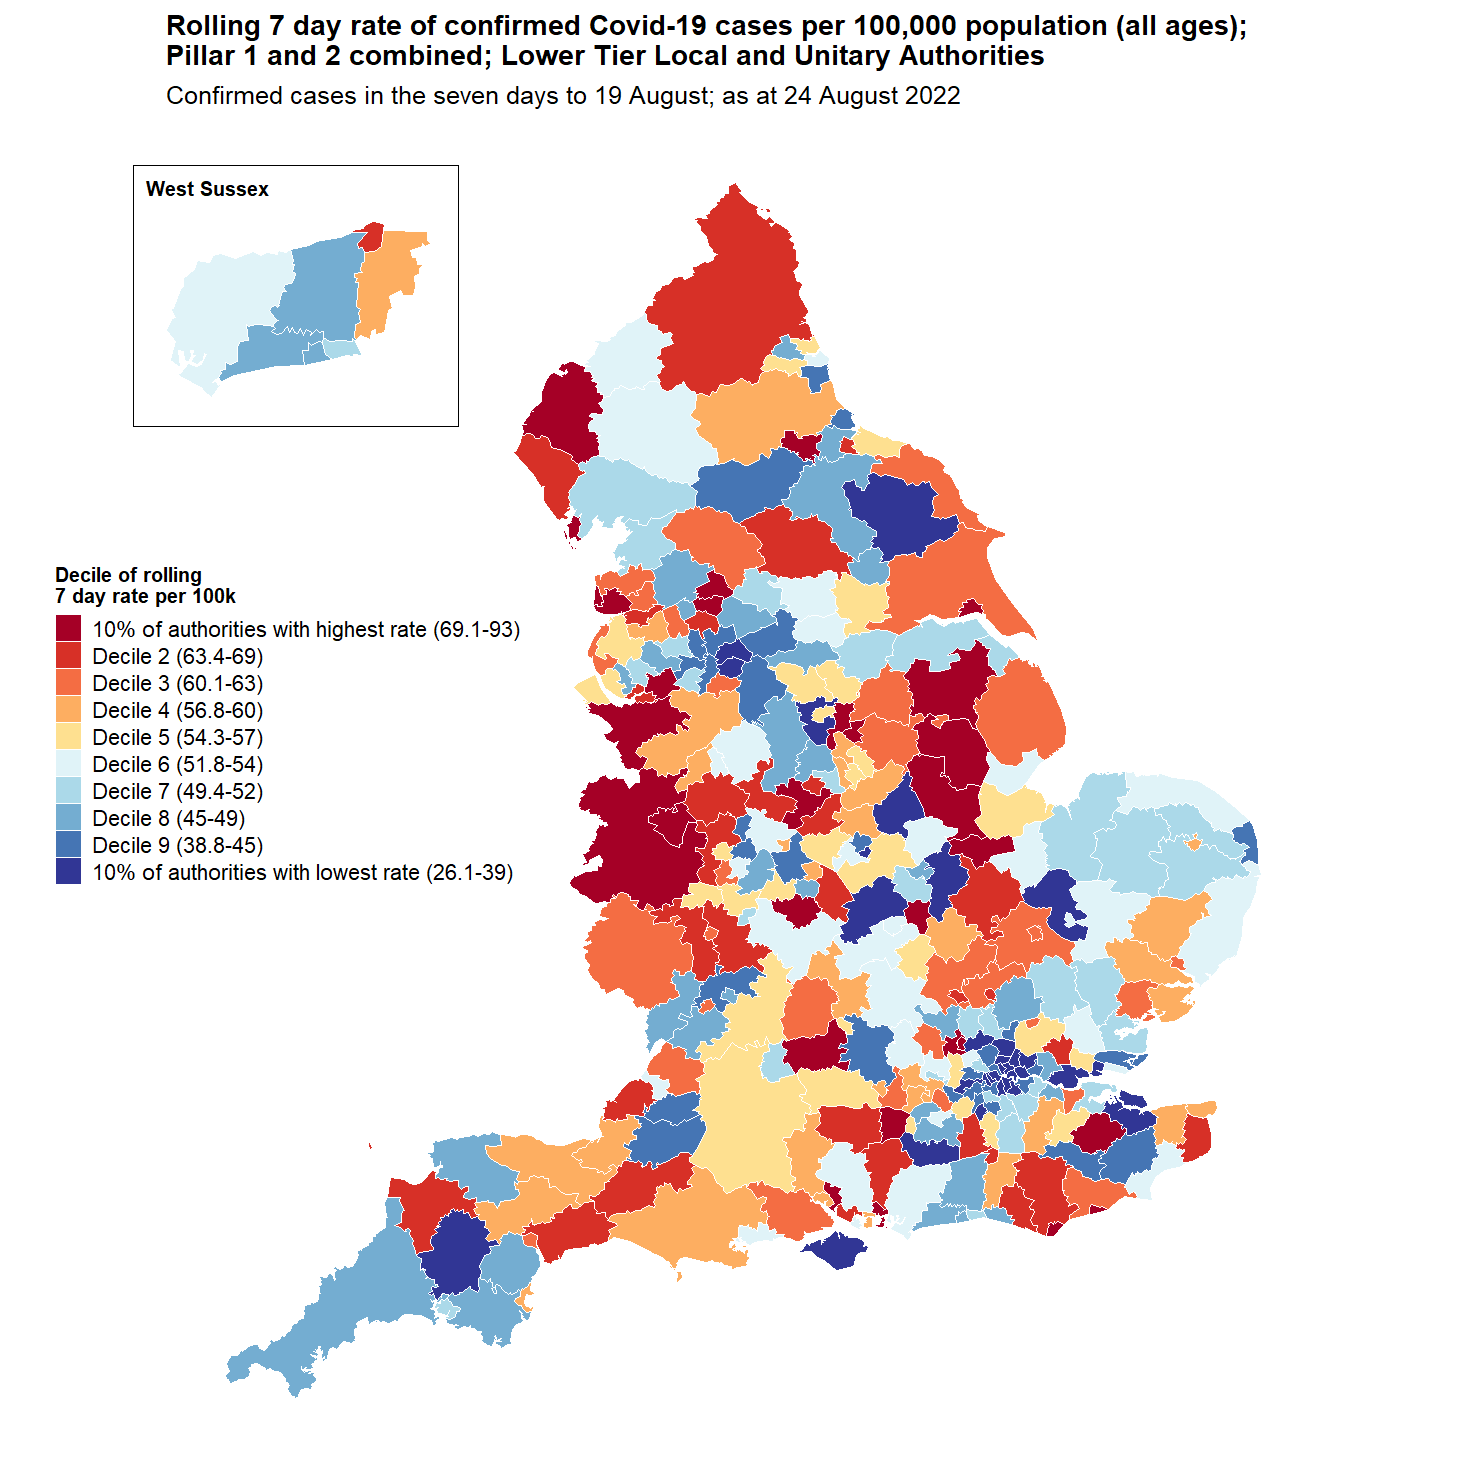 Rolling 7 day rate of confirmed Covid-19 cases per 100,000 population (all ages);
Pillar 1 and 2 combined; Lower Tier Local and Unitary Authorities
Confirmed cases in the seven days to 19 August; as at 24 August 2022
West Sussex
Decile of rolling
7 day rate per 100k
10% of authorities with highest rate (69.1-93)
Decile 2 (63.4-69)
Decile 3 (60.1-63)
Decile 4 (56.8-60)
Decile 5 (54.3-57)
Decile 6 (51.8-54)
Decile 7 (49.4-52)
Decile 8 (45-49)
Decile 9 (38.8-45)
10% of authorities with lowest rate (26.1-39)